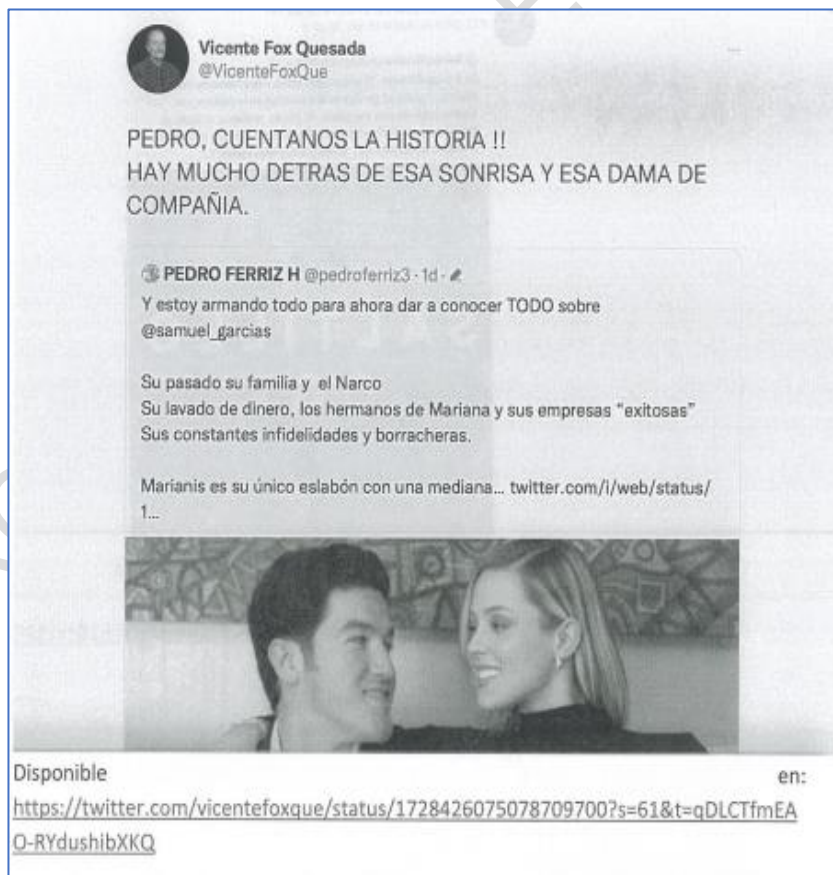 Vicente Fox Quesada
@VicenteFoxQue
PEDRO, CUENTANOS LA HISTORIA !!
HAY MUCHO DETRAS DE ESA SONRISA Y ESA DAMA DE
COMPAÑIA.
PEDRO FERRIZ H @pedroferriz3 · 1d ·
Y estoy armando todo para ahora dar a conocer TODO sobre
@samuel_garcias
Su pasado su familia y el Narco
Su lavado de dinero, los hermanos de Mariana y sus empresas "exitosas"
Sus constantes infidelidades y borracheras.
Marianis es su único eslabón con una mediana... twitter.com/i/web/status/
1...
Disponible en:
https://twitter.com/vicentefoxque/status/1728426075078709700?s=61&t=qDLCTfmEA
O-RYdushibXKQ